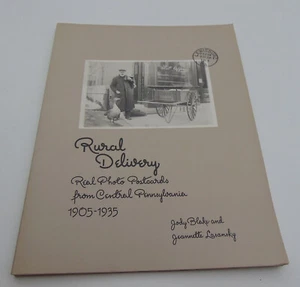 Rural
Delivery
Real Photo Postcards
from Central Pennsylvania
1905-1935
Jody Blake and
Jeannette Lasansky